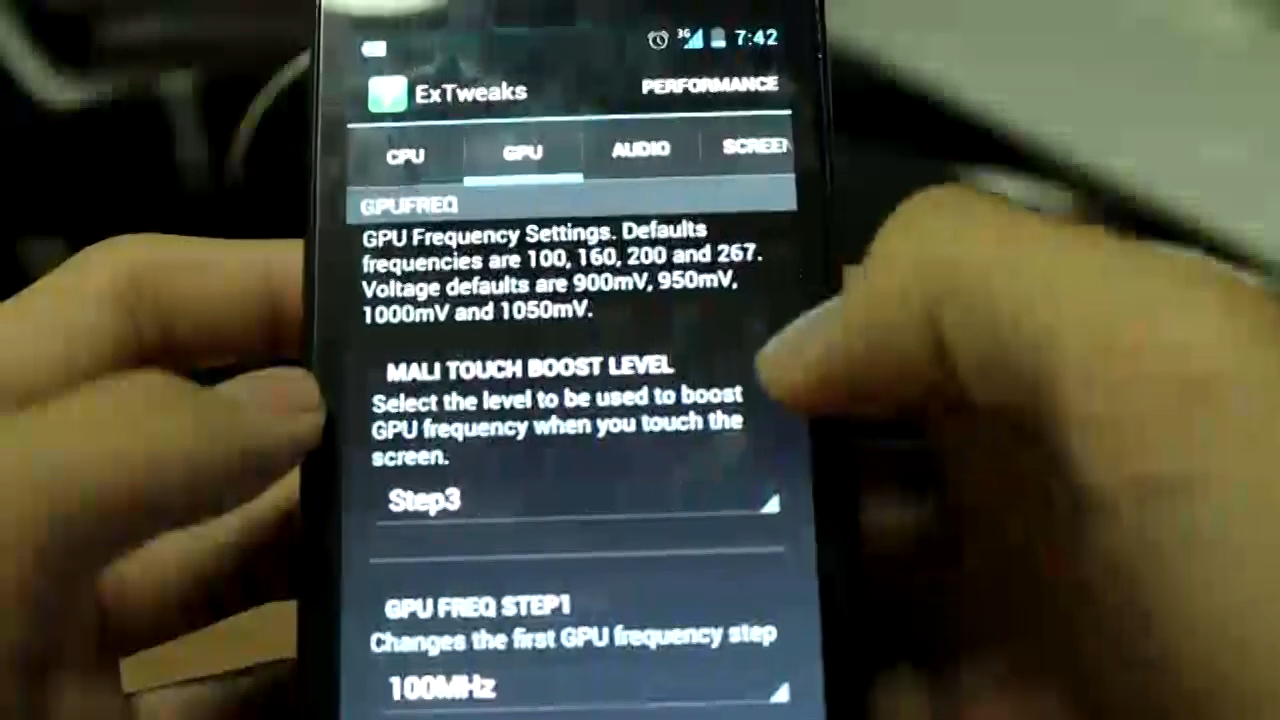 3G 7:42
ExTweaks PERFORMANCE
CPU GPU AUDIO SCREEN
GPUFREQ
GPU Frequency Settings. Defaults
frequencies are 100, 160, 200 and 267.
Voltage defaults are 900mV, 950mV,
1000mV and 1050mV.
MALI TOUCH BOOST LEVEL
Select the level to be used to boost
GPU frequency when you touch the
screen.
Step3
GPU FREQ STEP1
Changes the first GPU frequency step
100MHz